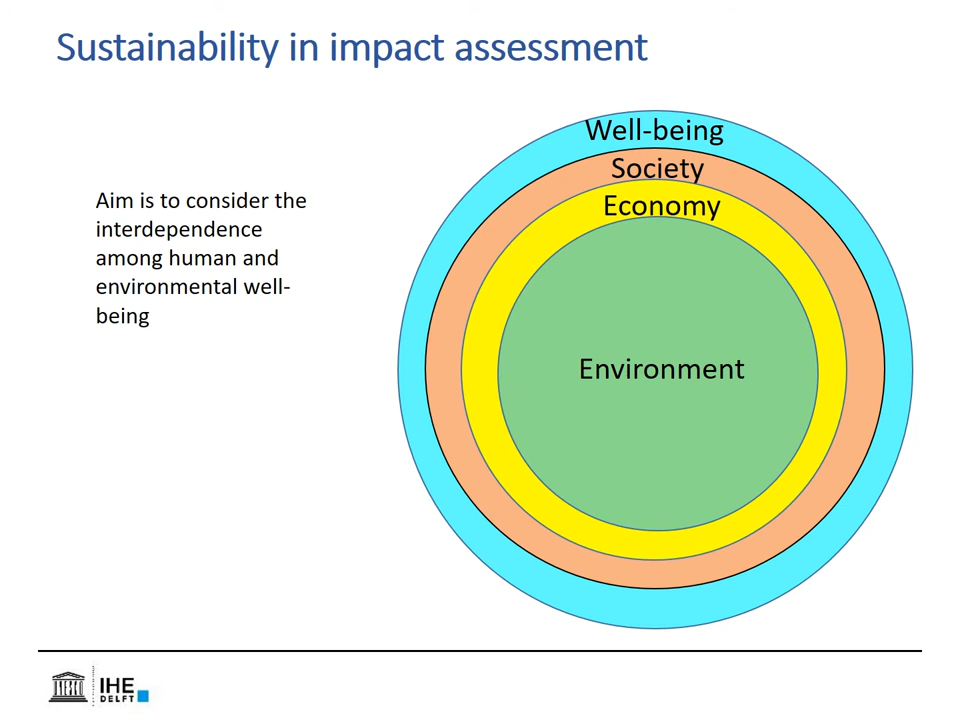 Sustainability in impact assessment
Well-being
Society
Economy
Aim is to consider the
interdependence
among human and
environmental well-
being
Environment
IHE
DELFT